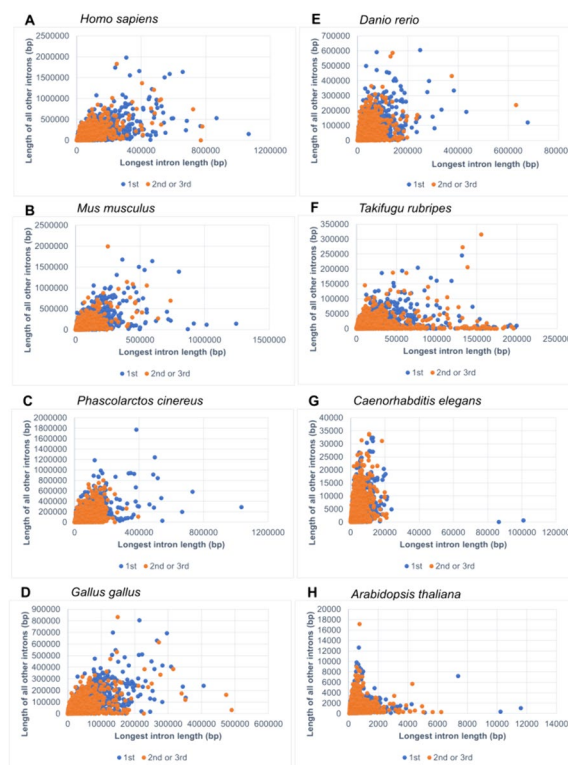 A Homo sapiens
Length of all other introns (bp)
2500000
2000000
1500000
1000000
500000
0
0 400000 800000 1200000
Longest intron length (bp)
1st 2nd or 3rd
B Mus musculus
Length of all other introns (bp)
2500000
2000000
1500000
1000000
500000
0
0 500000 1000000 1500000
Longest intron length (bp)
1st 2nd or 3rd
C Phascolarctos cinereus
Length of all other introns (bp)
2000000
1800000
1600000
1400000
1200000
1000000
800000
600000
400000
200000
0
0 400000 800000 1200000
Longest intron length (bp)
1st 2nd or 3rd
D Gallus gallus
Length of all other introns (bp)
900000
800000
700000
600000
500000
400000
300000
200000
100000
0
0 100000 200000 300000 400000 500000 600000
Longest intron length (bp)
1st 2nd or 3rd
E Danio rerio
Length of all other introns (bp)
700000
600000
500000
400000
300000
200000
100000
0
0 200000 400000 600000 800000
Longest intron length (bp)
1st 2nd or 3rd
F Takifugu rubripes
Length of all other introns (bp)
350000
300000
250000
200000
150000
100000
50000
0
0 50000 100000 150000 200000 25000
Longest intron length (bp)
1st 2nd or 3rd
G Caenorhabditis elegans
Length of all other introns (bp)
40000
35000
30000
25000
20000
15000
10000
5000
0
0 20000 40000 60000 80000 100000 120000
Longest intron length (bp)
1st 2nd or 3rd
H Arabidopsis thaliana
Length of all other introns (bp)
20000
18000
16000
14000
12000
10000
8000
6000
4000
2000
0
0 2000 4000 6000 8000 10000 12000 1400
Longest intron length (bp)
1st 2nd or 3rd